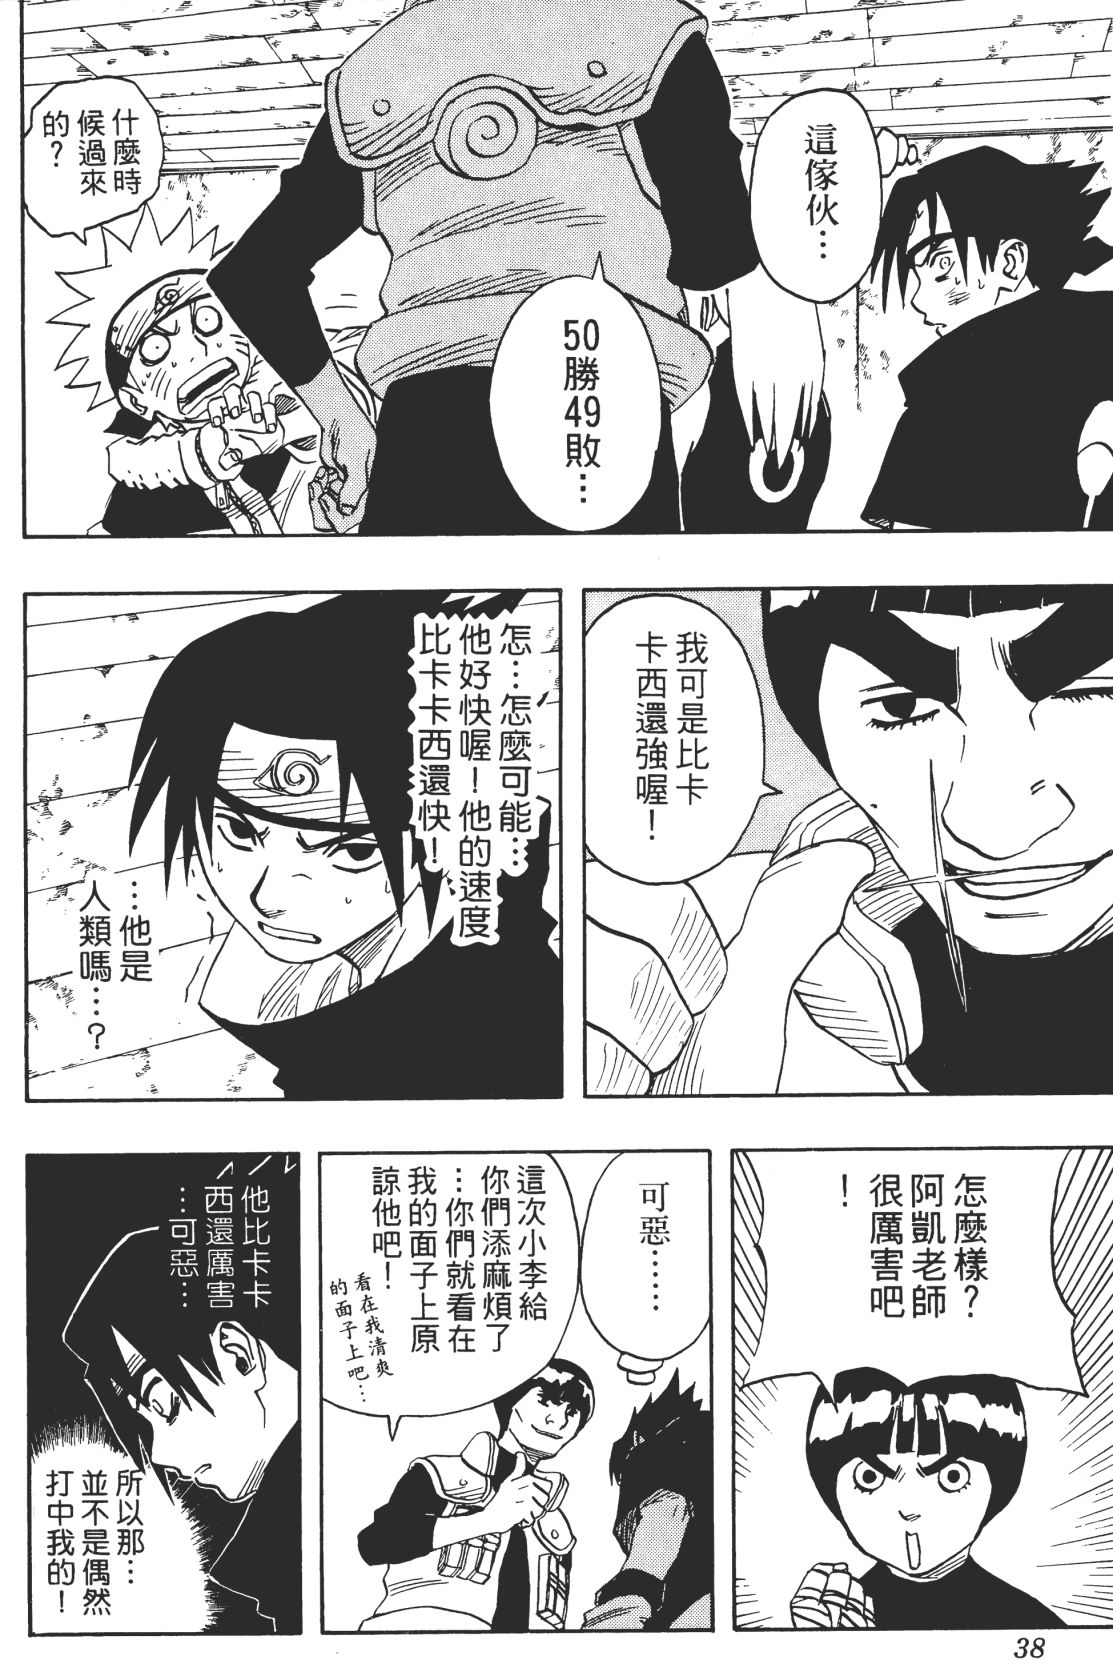 這傢伙…
50勝49敗…
什麼時
候過來
的？
我可是比卡
卡西還強喔！
怎…怎麼可能…
他好快喔！他的速度
比卡卡西還快！
…他是
人類嗎…？
怎麼樣？
阿凱老師
很厲害吧
！
可惡……
這次小李給
你們添麻煩了
…你們就看在
我的面子上原
諒他吧！
看在我清爽
的面子上吧…
他比卡卡
西還厲害
…可惡…
所以那…
並不是偶然
打中我的！
38